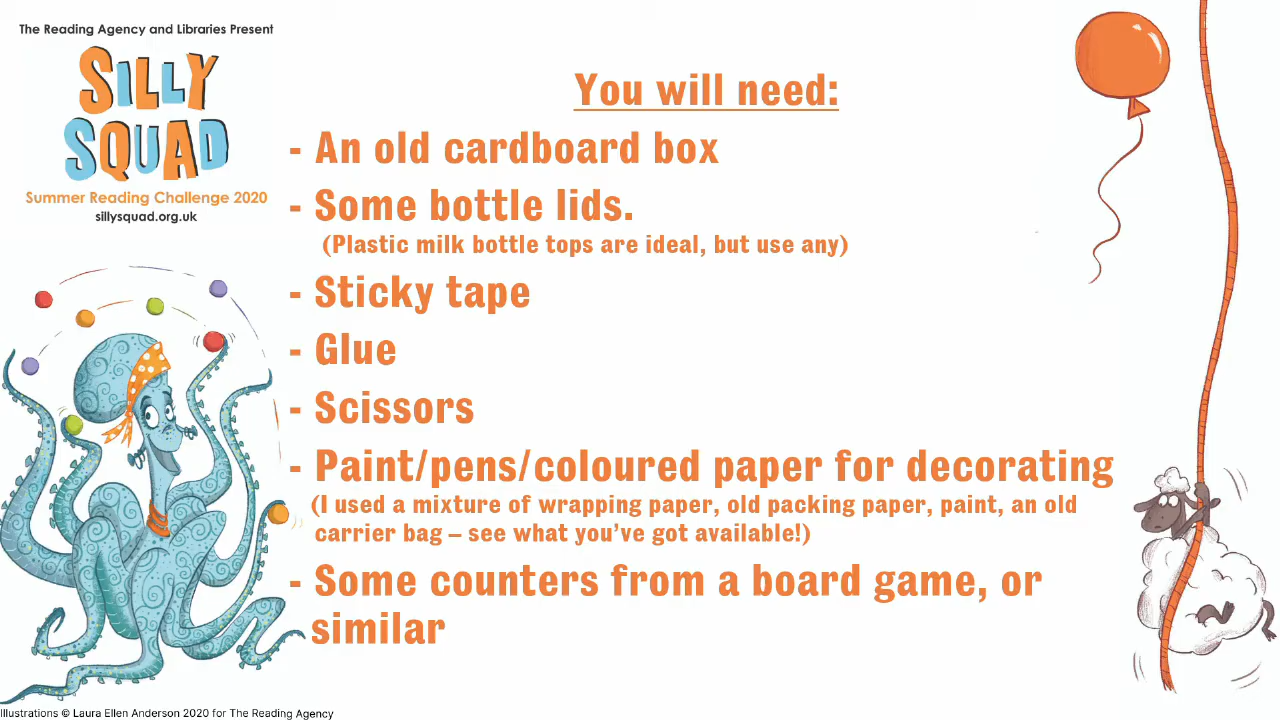 The Reading Agency and Libraries Present
SILLY
SQUAD
Summer Reading Challenge 2020
sillysquad.org.uk
You will need:
- An old cardboard box
- Some bottle lids.
(Plastic milk bottle tops are ideal, but use any)
- Sticky tape
- Glue
- Scissors
- Paint/pens/coloured paper for decorating
(I used a mixture of wrapping paper, old packing paper, paint, an old
carrier bag – see what you’ve got available!)
- Some counters from a board game, or
similar
Illustrations © Laura Ellen Anderson 2020 for The Reading Agency